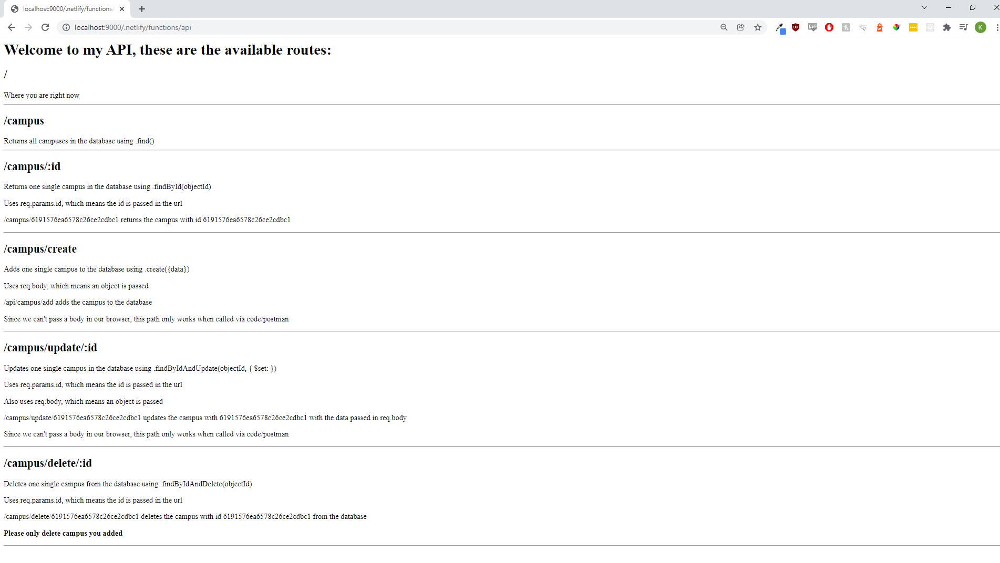 localhost:9000/.netlify/functions/
localhost:9000/.netlify/functions/api
K
Welcome to my API, these are the available routes:
/
Where you are right now
/campus
Returns all campuses in the database using .find()
/campus/:id
Returns one single campus in the database using .findById(objectId)
Uses req.params.id, which means the id is passed in the url
/campus/6191576ea6578c26ce2cdbc1 returns the campus with id 6191576ea6578c26ce2cdbc1
/campus/create
Adds one single campus to the database using .create({data})
Uses req.body, which means an object is passed
/api/campus/add adds the campus to the database
Since we can't pass a body in our browser, this path only works when called via code/postman
/campus/update/:id
Updates one single campus in the database using .findByIdAndUpdate(objectId, { $set: })
Uses req.params.id, which means the id is passed in the url
Also uses req.body, which means an object is passed
/campus/update/6191576ea6578c26ce2cdbc1 updates the campus with 6191576ea6578c26ce2cdbc1 with the data passed in req.body
Since we can't pass a body in our browser, this path only works when called via code/postman
/campus/delete/:id
Deletes one single campus from the database using .findByIdAndDelete(objectId)
Uses req.params.id, which means the id is passed in the url
/campus/delete/6191576ea6578c26ce2cdbc1 deletes the campus with id 6191576ea6578c26ce2cdbc1 from the database
Please only delete campus you added